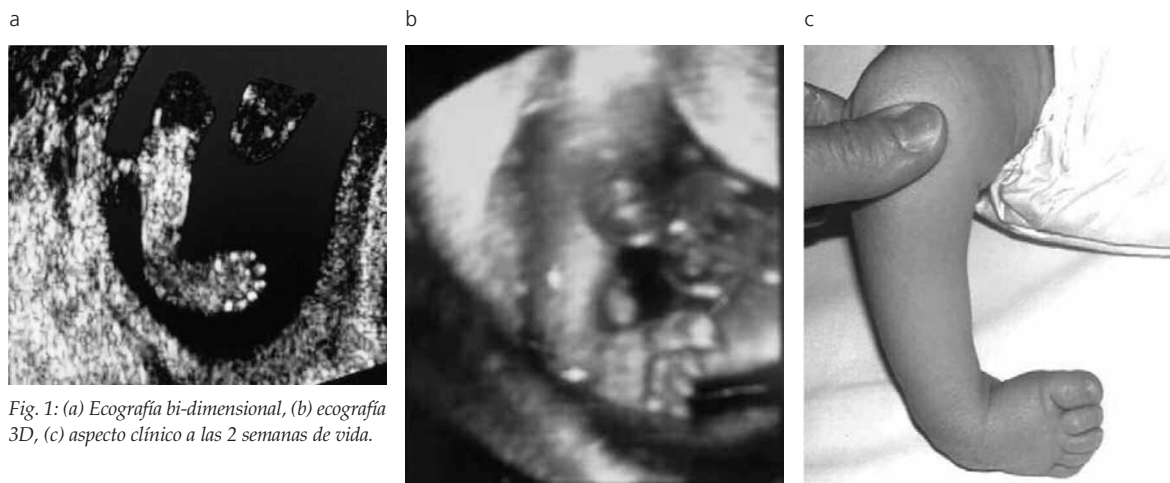 a
b
c
Fig. 1: (a) Ecografía bi-dimensional, (b) ecografía
3D, (c) aspecto clínico a las 2 semanas de vida.